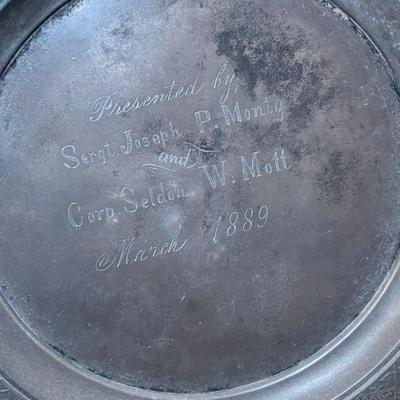 Presented by
Sergt. Joseph P. Monty
and
Corp. Seldon W. Mott
March 1889